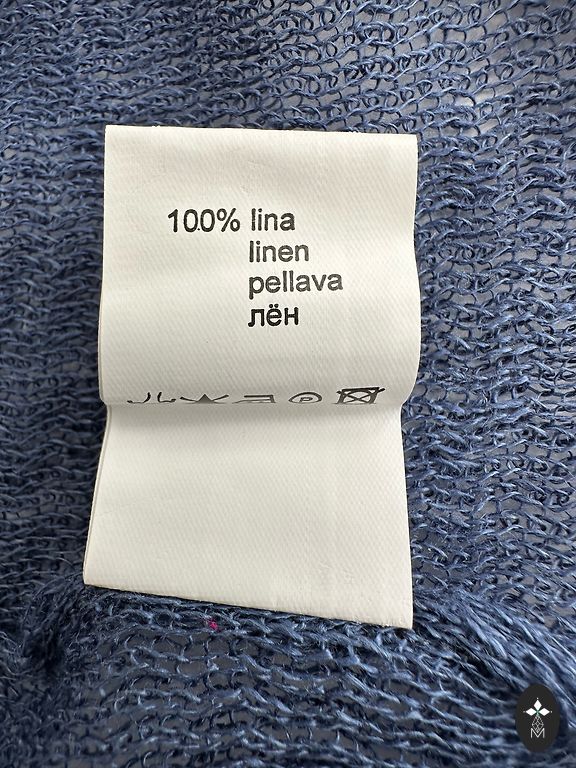 100% lina
linen
pellava
лён
P
M